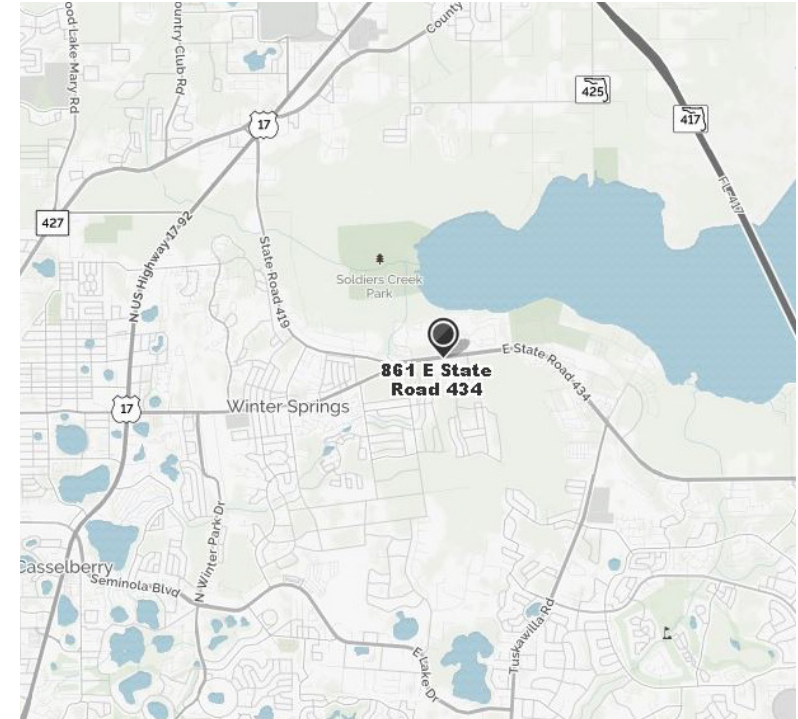 ood Lake Mary Rd
ountry Club Rd
County
17
425
417
FL-417
427
N US Highway 17-92
State Road 419
Soldiers Creek
Park
861 E State
Road 434
E State Road 434
17
Winter Springs
N Winter Park Dr
Casselberry
Seminola Blvd
Tuskawilla Rd
E Lake Dr